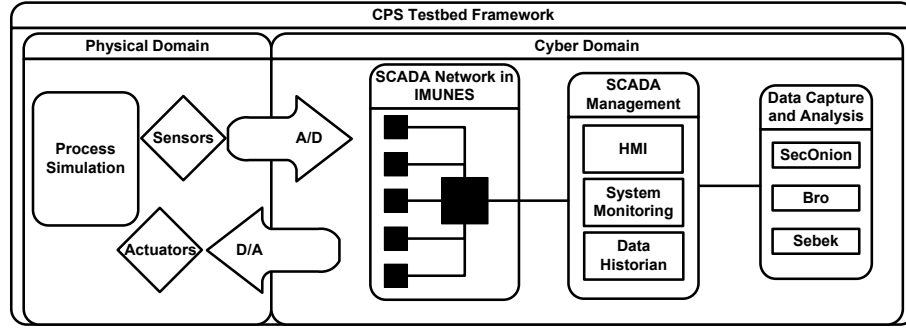 CPS Testbed Framework
Physical Domain
Cyber Domain
Process
Simulation
Sensors
Actuators
A/D
D/A
SCADA Network in
IMUNES
SCADA
Management
HMI
System
Monitoring
Data
Historian
Data Capture
and Analysis
SecOnion
Bro
Sebek